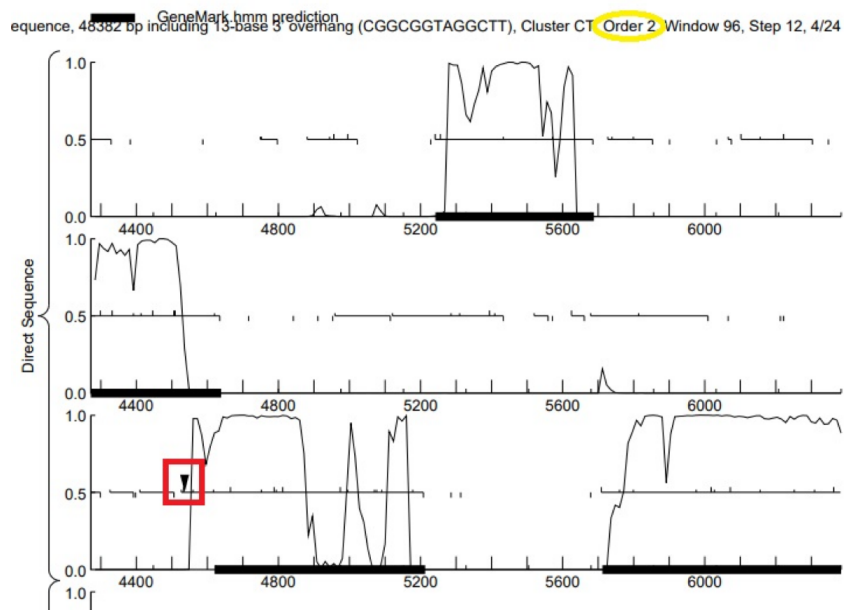 GeneMark.hmm prediction
equence, 48382 bp including 13-base 3' overhang (CGGCGGTAGGCTT), Cluster CT, Order 2, Window 96, Step 12, 4/24
1.0
0.5
0.0
4400 4800 5200 5600 6000
1.0
0.5
0.0
4400 4800 5200 5600 6000
1.0
0.5
0.0
4400 4800 5200 5600 6000
1.0
Direct Sequence